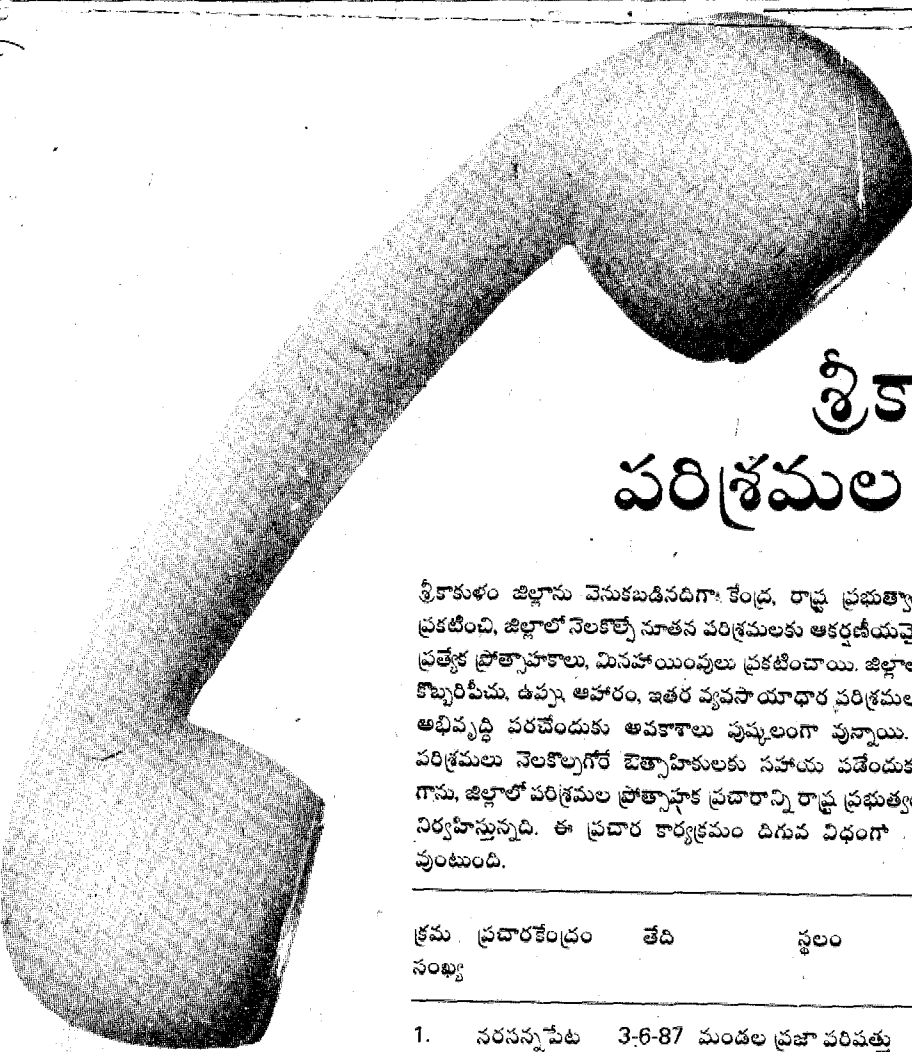 శ్రీకా
పరిశ్రమల
శ్రీకాకుళం జిల్లాను వెనుకబడినదిగా కేంద్ర, రాష్ట్ర ప్రభుత్వా
ప్రకటించి, జిల్లాలో నెలకొల్పే నూతన పరిశ్రమలకు ఆకర్షణీయమై
ప్రత్యేక ప్రోత్సాహకాలు, మినహాయింపులు ప్రకటించాయి. జిల్లాల
కొబ్బరిపీచు, ఉప్పు, ఆహారం, ఇతర వ్యవసాయాధార పరిశ్రమల
అభివృద్ధి పరచేందుకు అవకాశాలు పుష్కలంగా వున్నాయి.
పరిశ్రమలు నెలకొల్పగోరే ఔత్సాహికులకు సహాయ పడేందుక
గాను, జిల్లాలో పరిశ్రమల ప్రోత్సాహక ప్రచారాన్ని రాష్ట్ర ప్రభుత్వం
నిర్వహిస్తున్నది. ఈ ప్రచార కార్యక్రమం దిగువ విధంగా
వుంటుంది.
క్రమ ప్రచారకేంద్రం తేది స్థలం
సంఖ్య
1. నరసన్నపేట 3-6-87 మండల ప్రజా పరిషత్తు